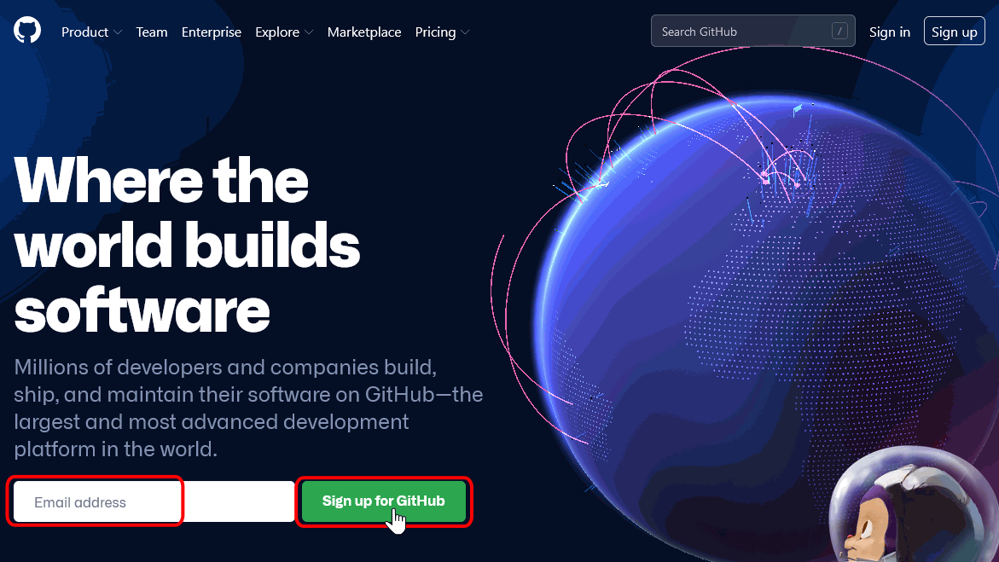 Product Team Enterprise Explore Marketplace Pricing Search GitHub / Sign in Sign up
Where the
world builds
software
Millions of developers and companies build,
ship, and maintain their software on GitHub—the
largest and most advanced development
platform in the world.
Email address Sign up for GitHub